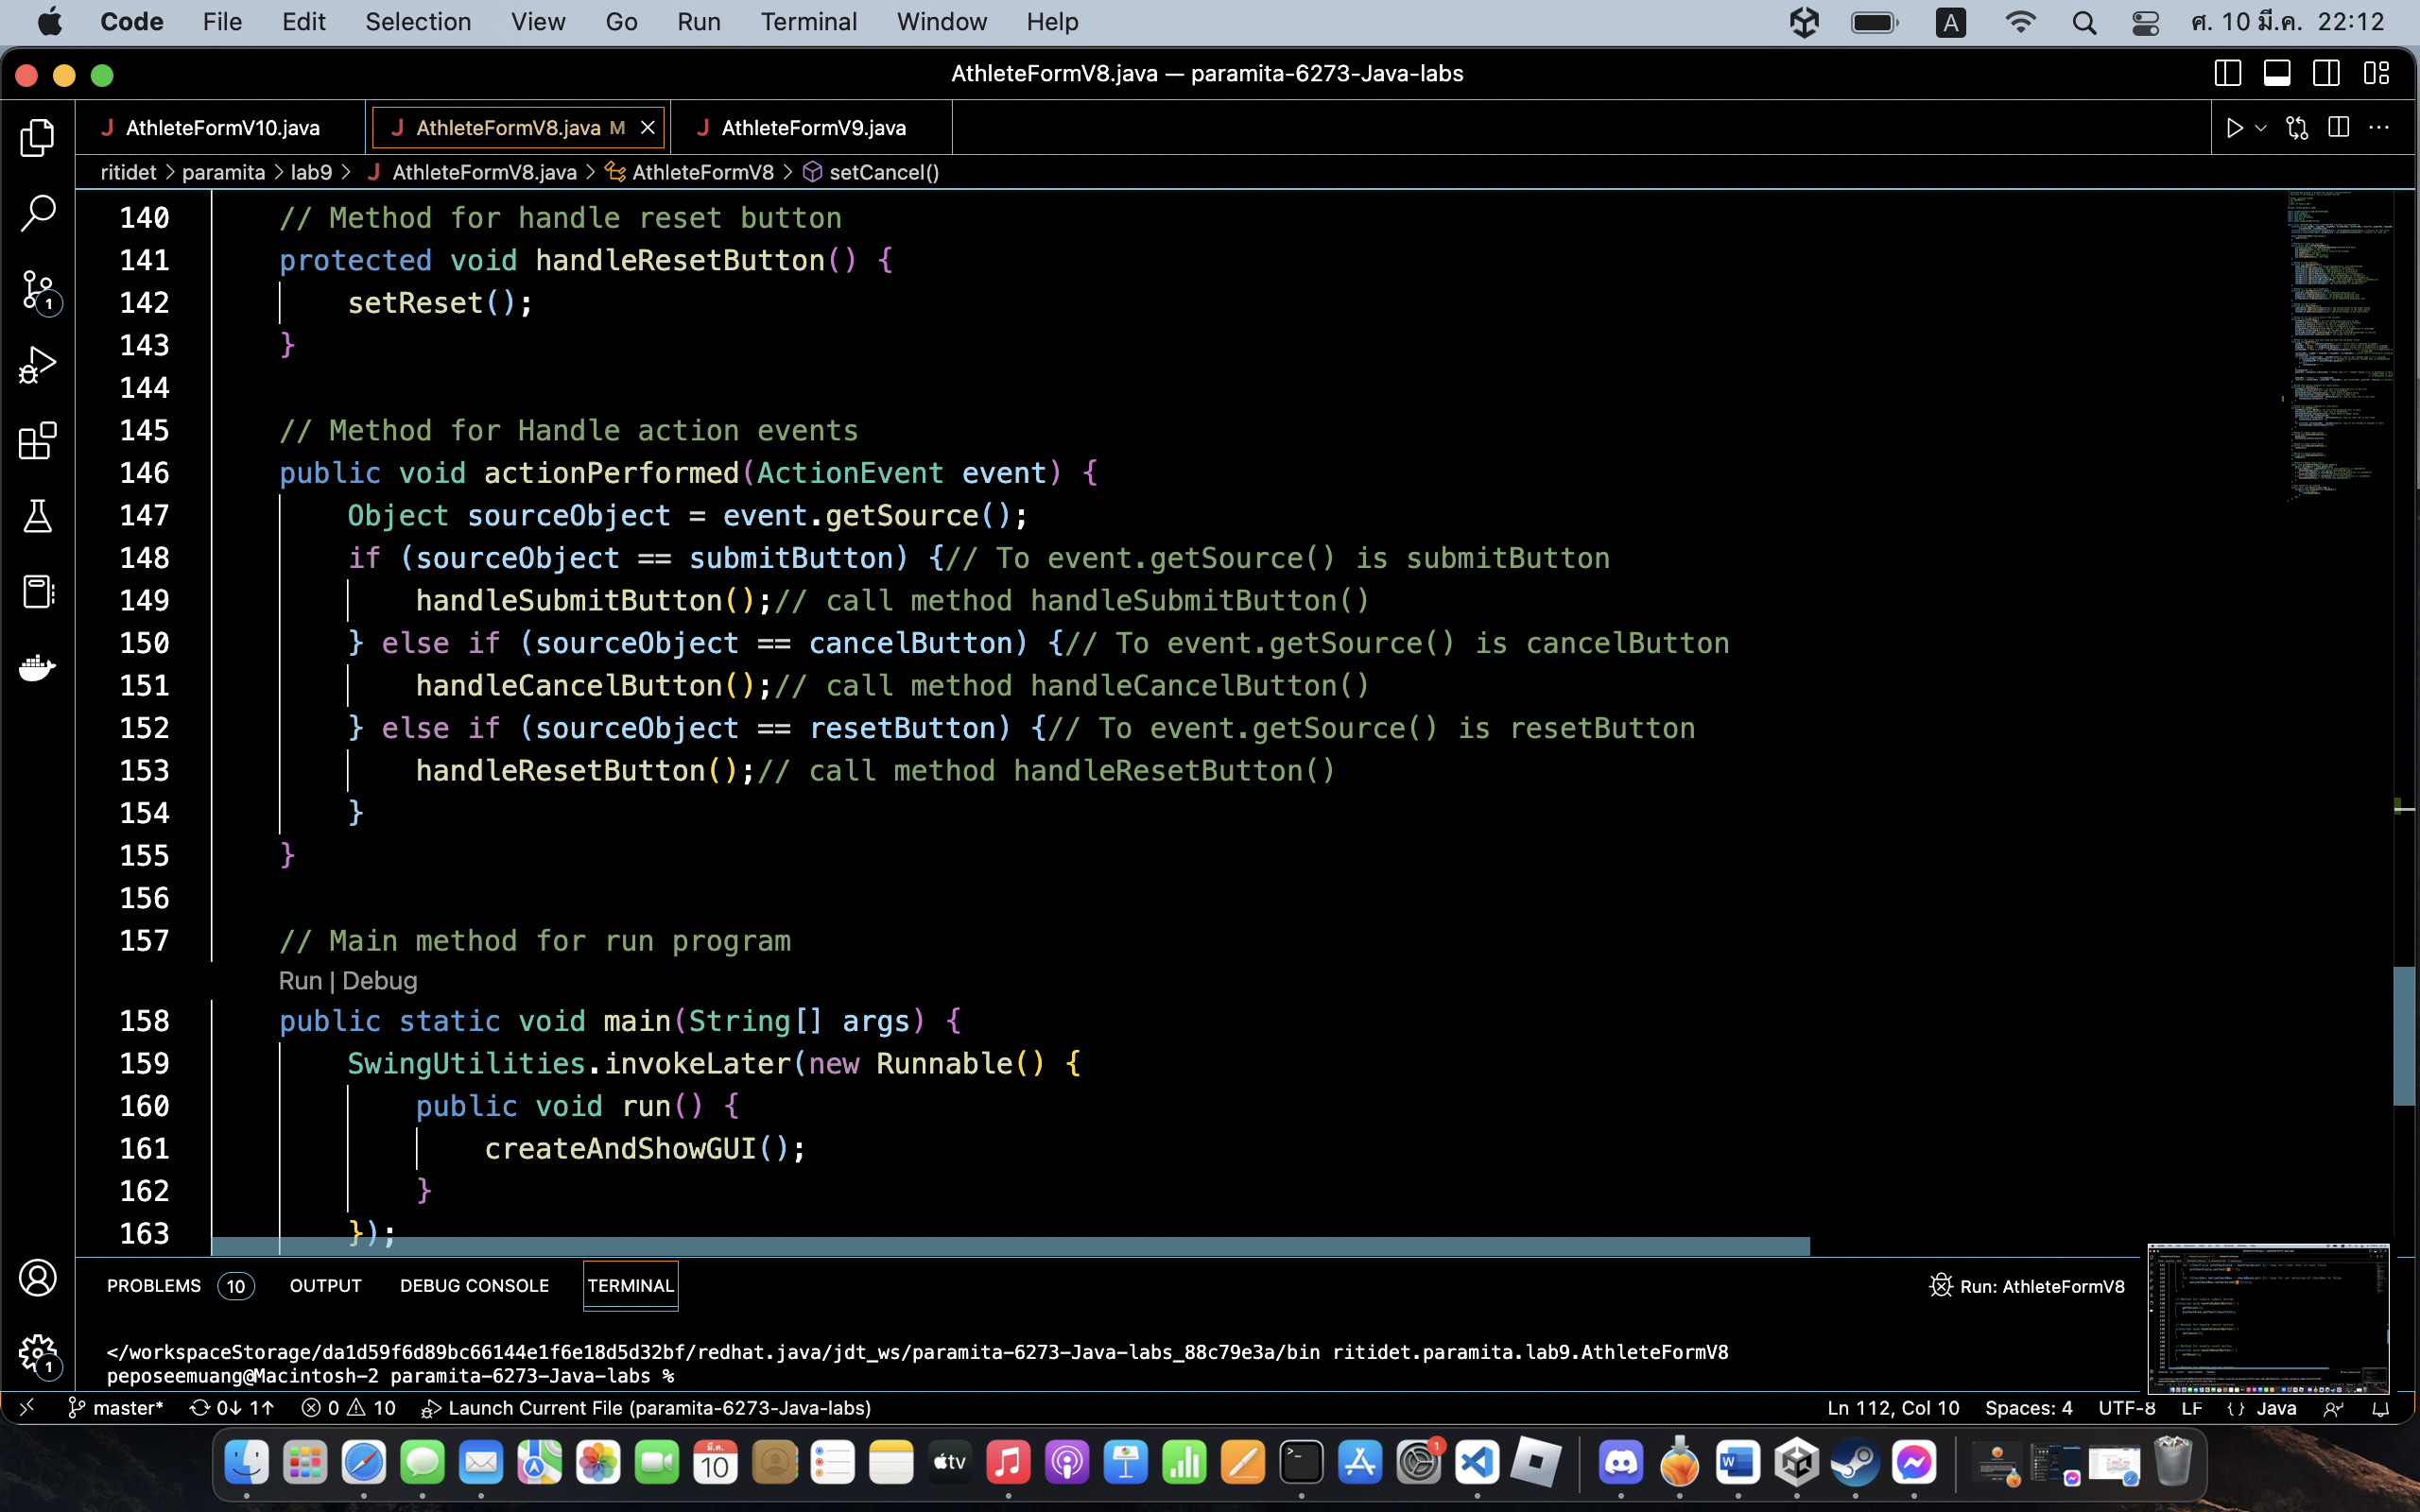 Code File Edit Selection View Go Run Terminal Window Help A ศ. 10 มี.ค. 22:12
AthleteFormV8.java — paramita-6273-Java-labs
J AthleteFormV10.java J AthleteFormV8.java M J AthleteFormV9.java
ritidet > paramita > lab9 > J AthleteFormV8.java > AthleteFormV8 > setCancel()
140 // Method for handle reset button
141 protected void handleResetButton() {
142 setReset();
143 }
144
145 // Method for Handle action events
146 public void actionPerformed(ActionEvent event) {
147 Object sourceObject = event.getSource();
148 if (sourceObject == submitButton) {// To event.getSource() is submitButton
149 handleSubmitButton();// call method handleSubmitButton()
150 } else if (sourceObject == cancelButton) {// To event.getSource() is cancelButton
151 handleCancelButton();// call method handleCancelButton()
152 } else if (sourceObject == resetButton) {// To event.getSource() is resetButton
153 handleResetButton();// call method handleResetButton()
154 }
155 }
156
157 // Main method for run program
Run | Debug
158 public static void main(String[] args) {
159 SwingUtilities.invokeLater(new Runnable() {
160 public void run() {
161 createAndShowGUI();
162 }
163 });
PROBLEMS 10 OUTPUT DEBUG CONSOLE TERMINAL Run: AthleteFormV8
</workspaceStorage/da1d59f6d89bc66144e1f6e18d5d32bf/redhat.java/jdt_ws/paramita-6273-Java-labs_88c79e3a/bin ritidet.paramita.lab9.AthleteFormV8
peposeemuang@Macintosh-2 paramita-6273-Java-labs %
master* 0↓ 1↑ 0 10 Launch Current File (paramita-6273-Java-labs) Ln 112, Col 10 Spaces: 4 UTF-8 LF {} Java
มี.ค.
10
tv
1
W